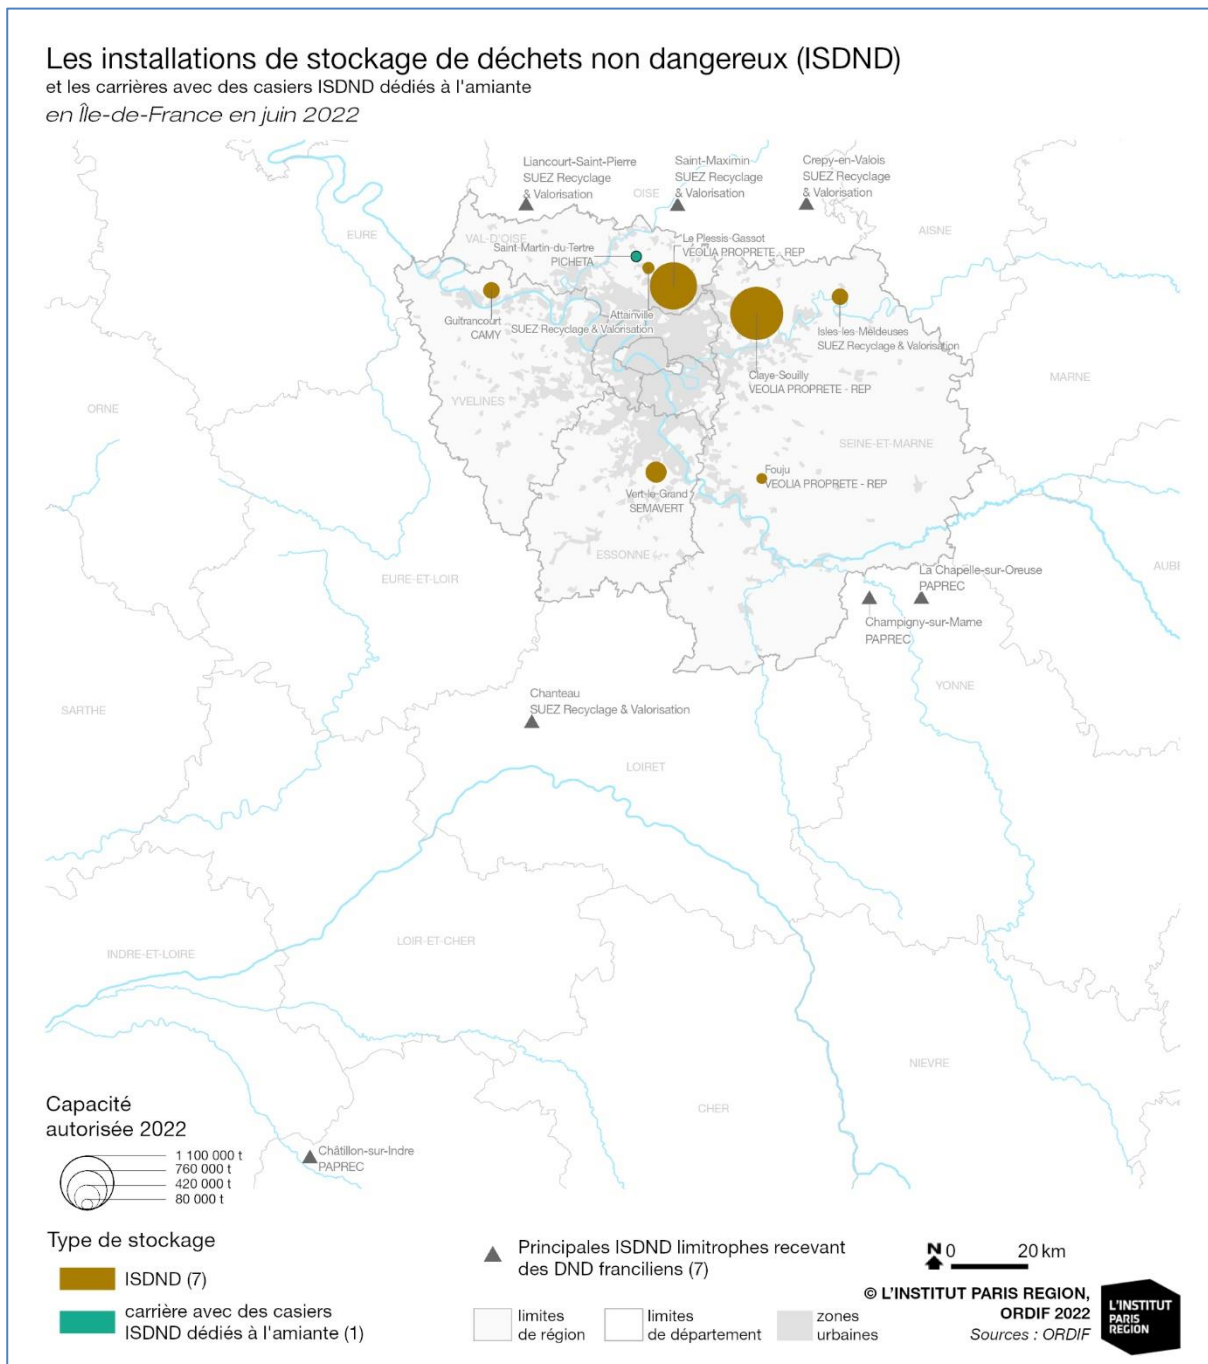 Les installations de stockage de déchets non dangereux (ISDND)
et les carrières avec des casiers ISDND dédiés à l'amiante
en Île-de-France en juin 2022
Liancourt-Saint-Pierre
SUEZ Recyclage
& Valorisation
Saint-Maximin
SUEZ Recyclage
& Valorisation
Crepy-en-Valois
SUEZ Recyclage
& Valorisation
OISE
AISNE
EURE
VAL-D'OISE
Saint-Martin-du-Tertre
PICHETA
Le Plessis-Gassot
VEOLIA PROPRETE - REP
Guitrancourt
CAMY
Attainville
SUEZ Recyclage & Valorisation
Isles-les-Meldeuses
SUEZ Recyclage & Valorisation
Claye-Souilly
VEOLIA PROPRETE - REP
MARNE
ORNE
YVELINES
SEINE-ET-MARNE
Fouju
VEOLIA PROPRETE - REP
Vert-le-Grand
SEMAVERT
ESSONNE
EURE-ET-LOIR
La Chapelle-sur-Oreuse
PAPREC
AUBE
Champigny-sur-Marne
PAPREC
YONNE
Chanteau
SUEZ Recyclage & Valorisation
SARTHE
LOIRET
INDRE-ET-LOIRE
LOIR-ET-CHER
NIEVRE
CHER
Châtillon-sur-Indre
PAPREC
Capacité
autorisée 2022
1 100 000 t
760 000 t
420 000 t
80 000 t
Type de stockage
ISDND (7)
carrière avec des casiers
ISDND dédiés à l'amiante (1)
Principales ISDND limitrophes recevant
des DND franciliens (7)
limites
de région
limites
de département
zones
urbaines
N 0 20 km
© L'INSTITUT PARIS REGION,
ORDIF 2022
Sources : ORDIF
L'INSTITUT
PARIS
REGION